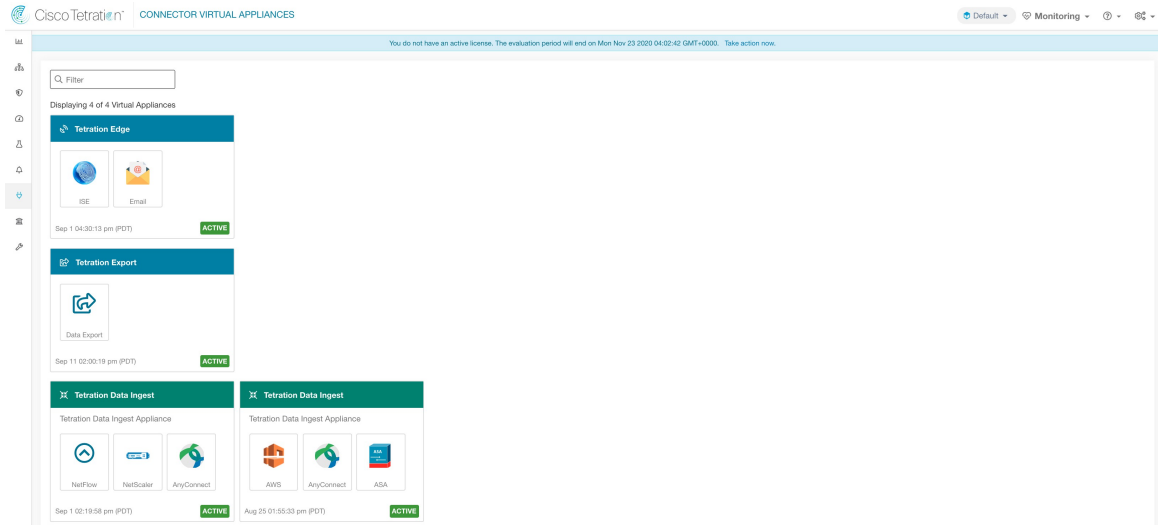 Cisco Tetration™ CONNECTOR VIRTUAL APPLIANCES
Default Monitoring
You do not have an active license. The evaluation period will end on Mon Nov 23 2020 04:02:42 GMT+0000. Take action now.
Filter
Displaying 4 of 4 Virtual Appliances
Tetration Edge
ISE Email
Sep 1 04:30:13 pm (PDT) ACTIVE
Tetration Export
Data Export
Sep 11 02:00:19 pm (PDT) ACTIVE
Tetration Data Ingest
Tetration Data Ingest Appliance
NetFlow NetScaler AnyConnect
Sep 1 02:19:58 pm (PDT) ACTIVE
Tetration Data Ingest
Tetration Data Ingest Appliance
ASA
AWS AnyConnect ASA
Aug 25 01:55:33 pm (PDT) ACTIVE